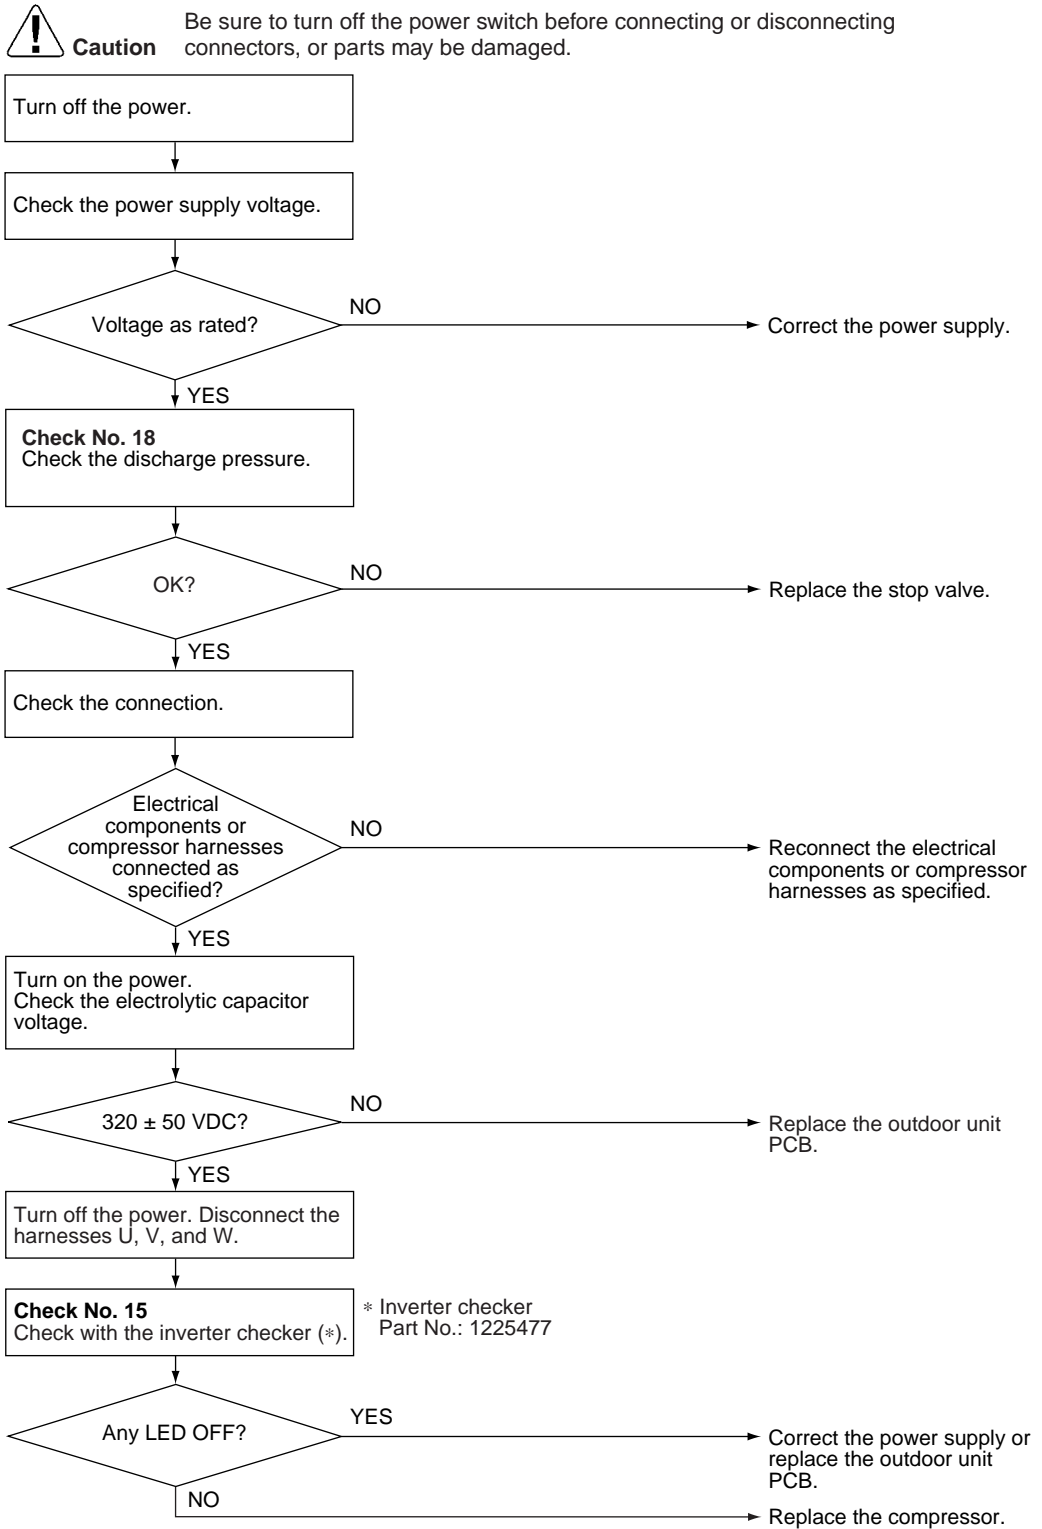 Be sure to turn off the power switch before connecting or disconnecting
Caution connectors, or parts may be damaged.
Turn off the power.
Check the power supply voltage.
Voltage as rated?
NO
Correct the power supply.
YES
Check No. 18
Check the discharge pressure.
OK?
NO
Replace the stop valve.
YES
Check the connection.
Electrical
components or
compressor harnesses
connected as
specified?
NO
Reconnect the electrical
components or compressor
harnesses as specified.
YES
Turn on the power.
Check the electrolytic capacitor
voltage.
320 ± 50 VDC?
NO
Replace the outdoor unit
PCB.
YES
Turn off the power. Disconnect the
harnesses U, V, and W.
Check No. 15
Check with the inverter checker (∗).
∗ Inverter checker
Part No.: 1225477
Any LED OFF?
YES
Correct the power supply or
replace the outdoor unit
PCB.
NO
Replace the compressor.